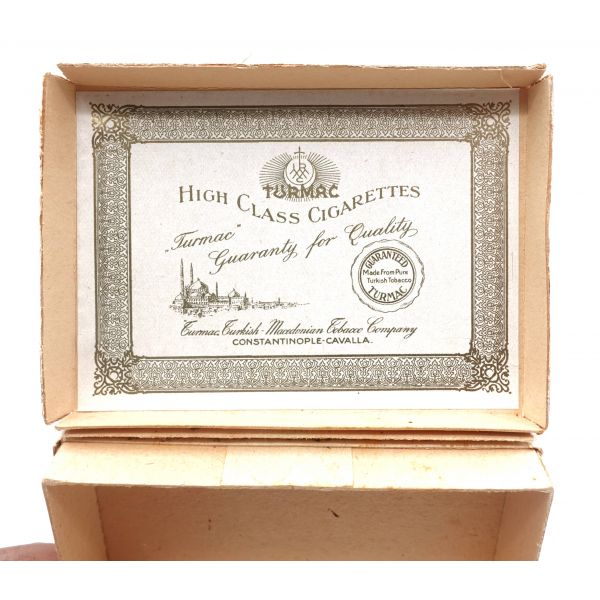 TURMAC
HIGH CLASS CIGARETTES
„Turmac"
Guaranty for Quality
GUARANTEED
Made From Pure
Turkish Tobacco
TURMAC
Turmac, Turkish-Macedonian Tobacco Company
CONSTANTINOPLE-CAVALLA.